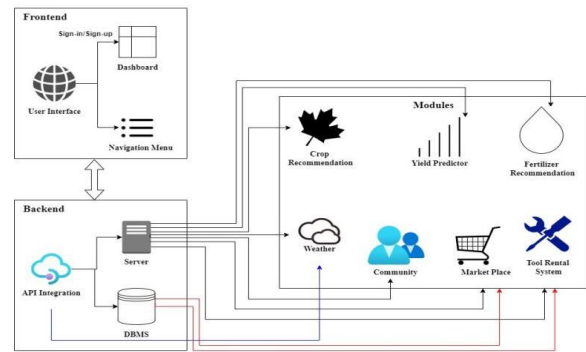 Frontend
Sign-in/Sign-up
Dashboard
User Interface
Navigation Menu
Backend
Server
API Integration
DBMS
Modules
Crop
Recommendation
Yield Predictor
Fertilizer
Recommendation
Weather
Community
Market Place
Tool Rental
System